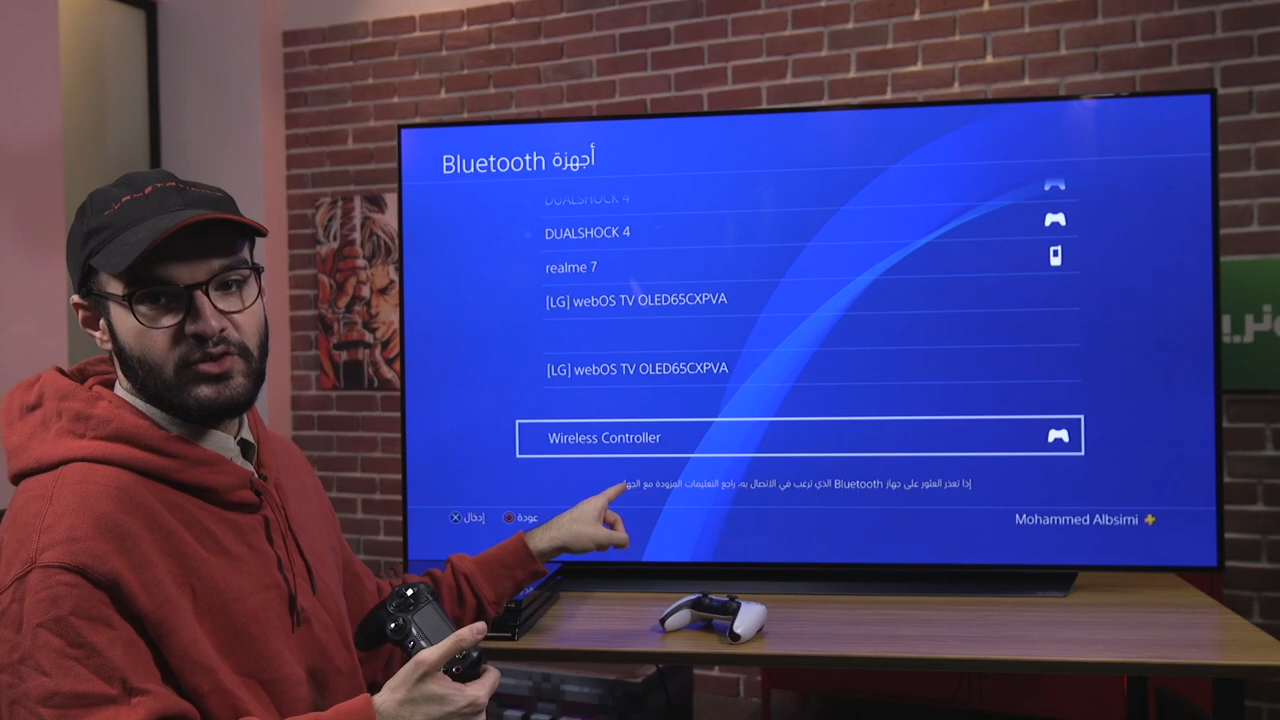 أجهزة Bluetooth
DUALSHOCK 4
DUALSHOCK 4
realme 7
[LG] webOS TV OLED65CXPVA
[LG] webOS TV OLED65CXPVA
Wireless Controller
إذا تعذر العثور على جهاز Bluetooth الذي ترغب في الاتصال به، راجع التعليمات المزودة مع
إدخال
عودة
Mohammed Albsimi